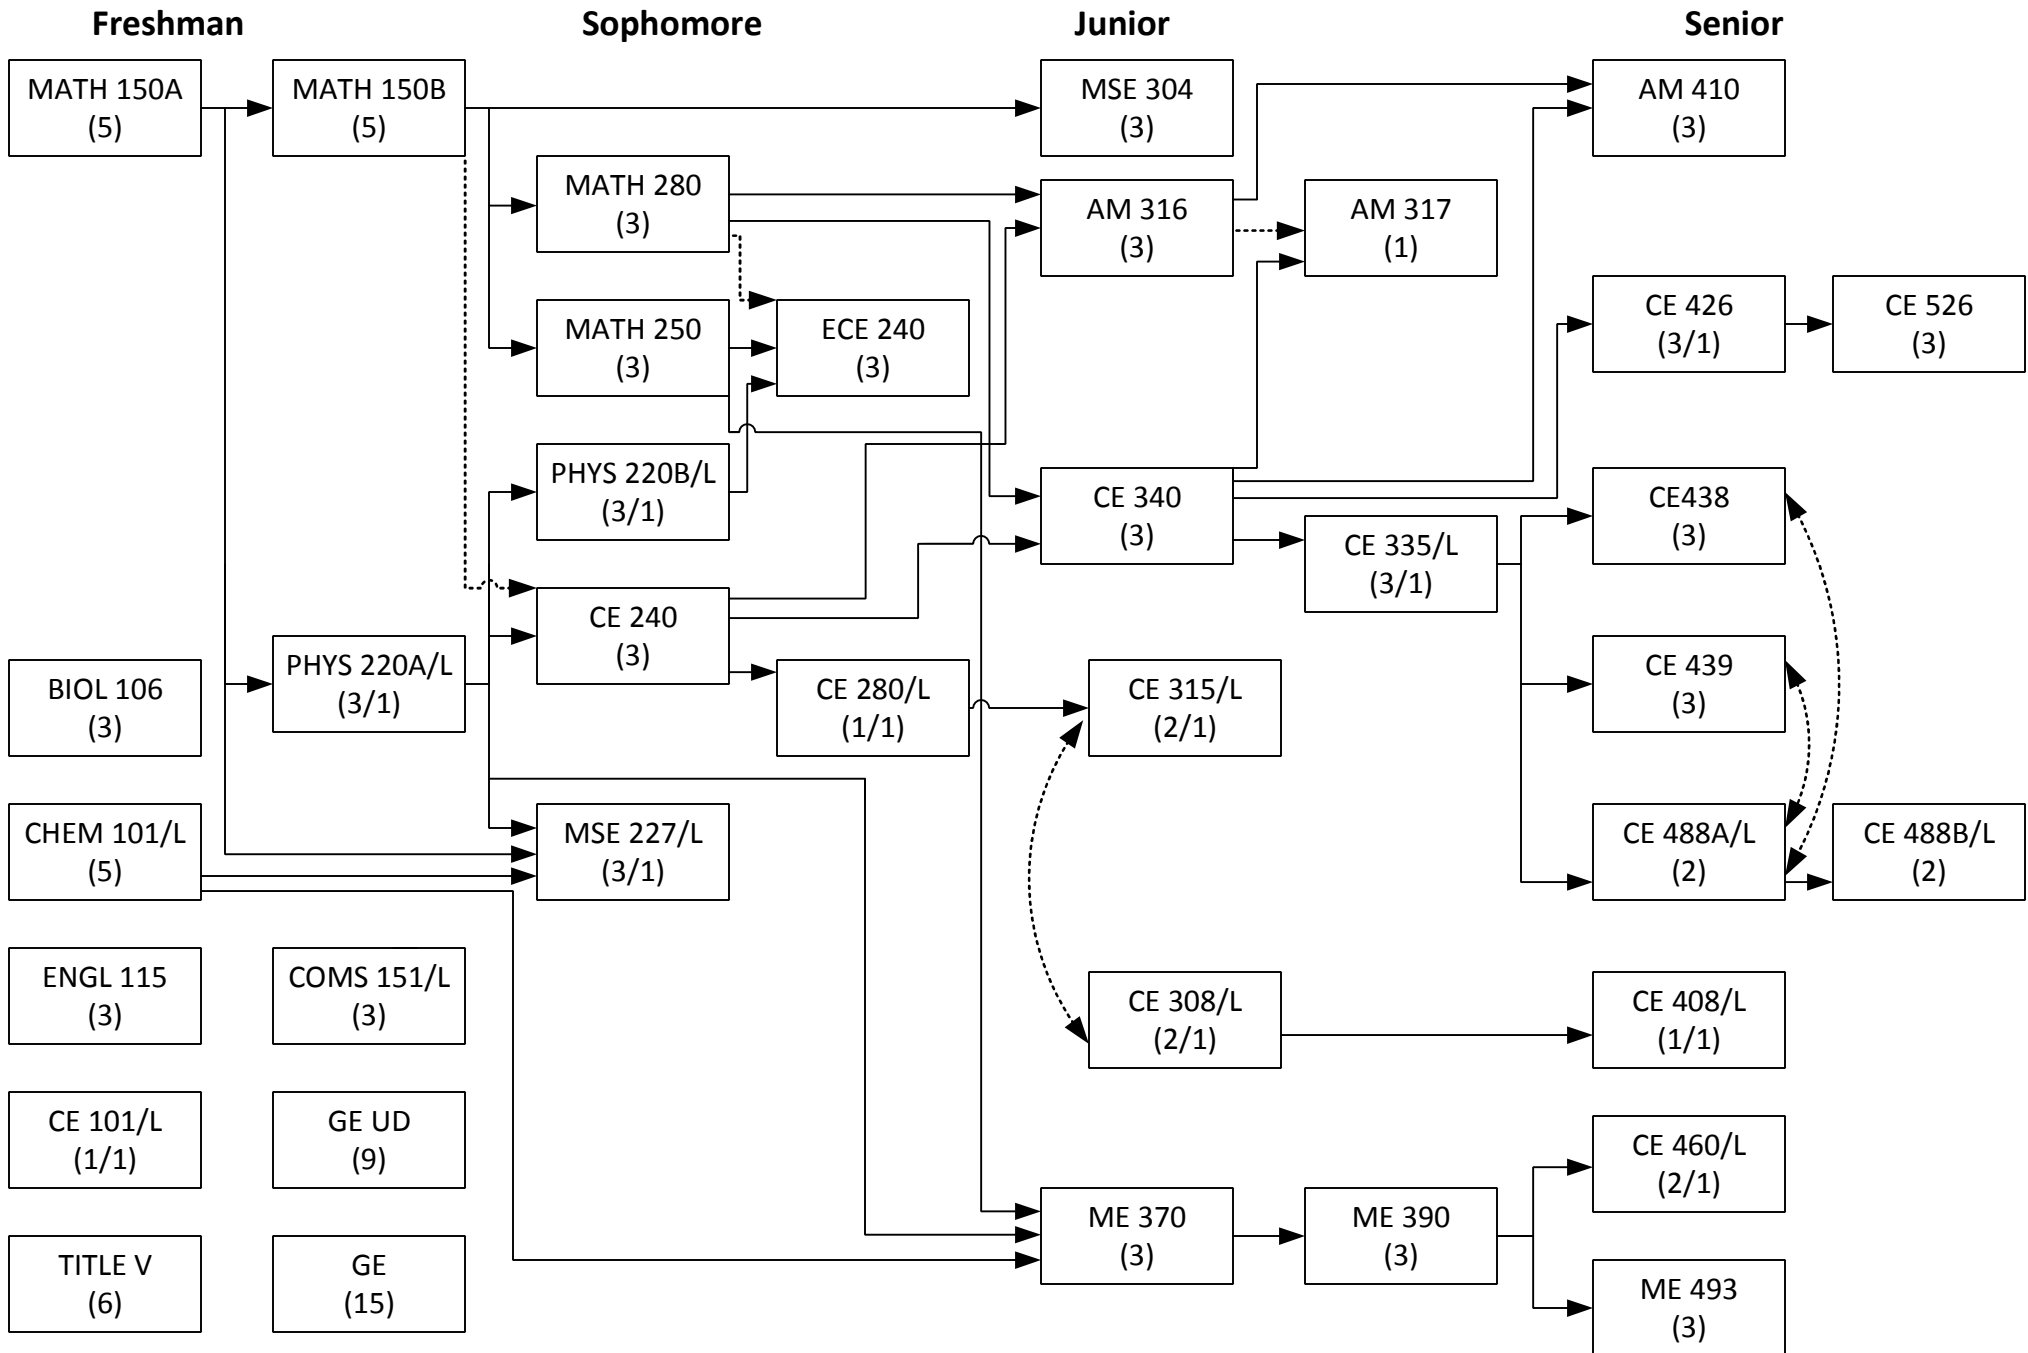 Freshman
Sophomore
Junior
Senior
MATH 150A
(5)
MATH 150B
(5)
MSE 304
(3)
AM 410
(3)
MATH 280
(3)
AM 316
(3)
AM 317
(1)
MATH 250
(3)
ECE 240
(3)
CE 426
(3/1)
CE 526
(3)
PHYS 220B/L
(3/1)
CE 340
(3)
CE 335/L
(3/1)
CE438
(3)
CE 240
(3)
BIOL 106
(3)
PHYS 220A/L
(3/1)
CE 280/L
(1/1)
CE 315/L
(2/1)
CE 439
(3)
CHEM 101/L
(5)
MSE 227/L
(3/1)
CE 488A/L
(2)
CE 488B/L
(2)
ENGL 115
(3)
COMS 151/L
(3)
CE 308/L
(2/1)
CE 408/L
(1/1)
CE 101/L
(1/1)
GE UD
(9)
CE 460/L
(2/1)
TITLE V
(6)
GE
(15)
ME 370
(3)
ME 390
(3)
ME 493
(3)